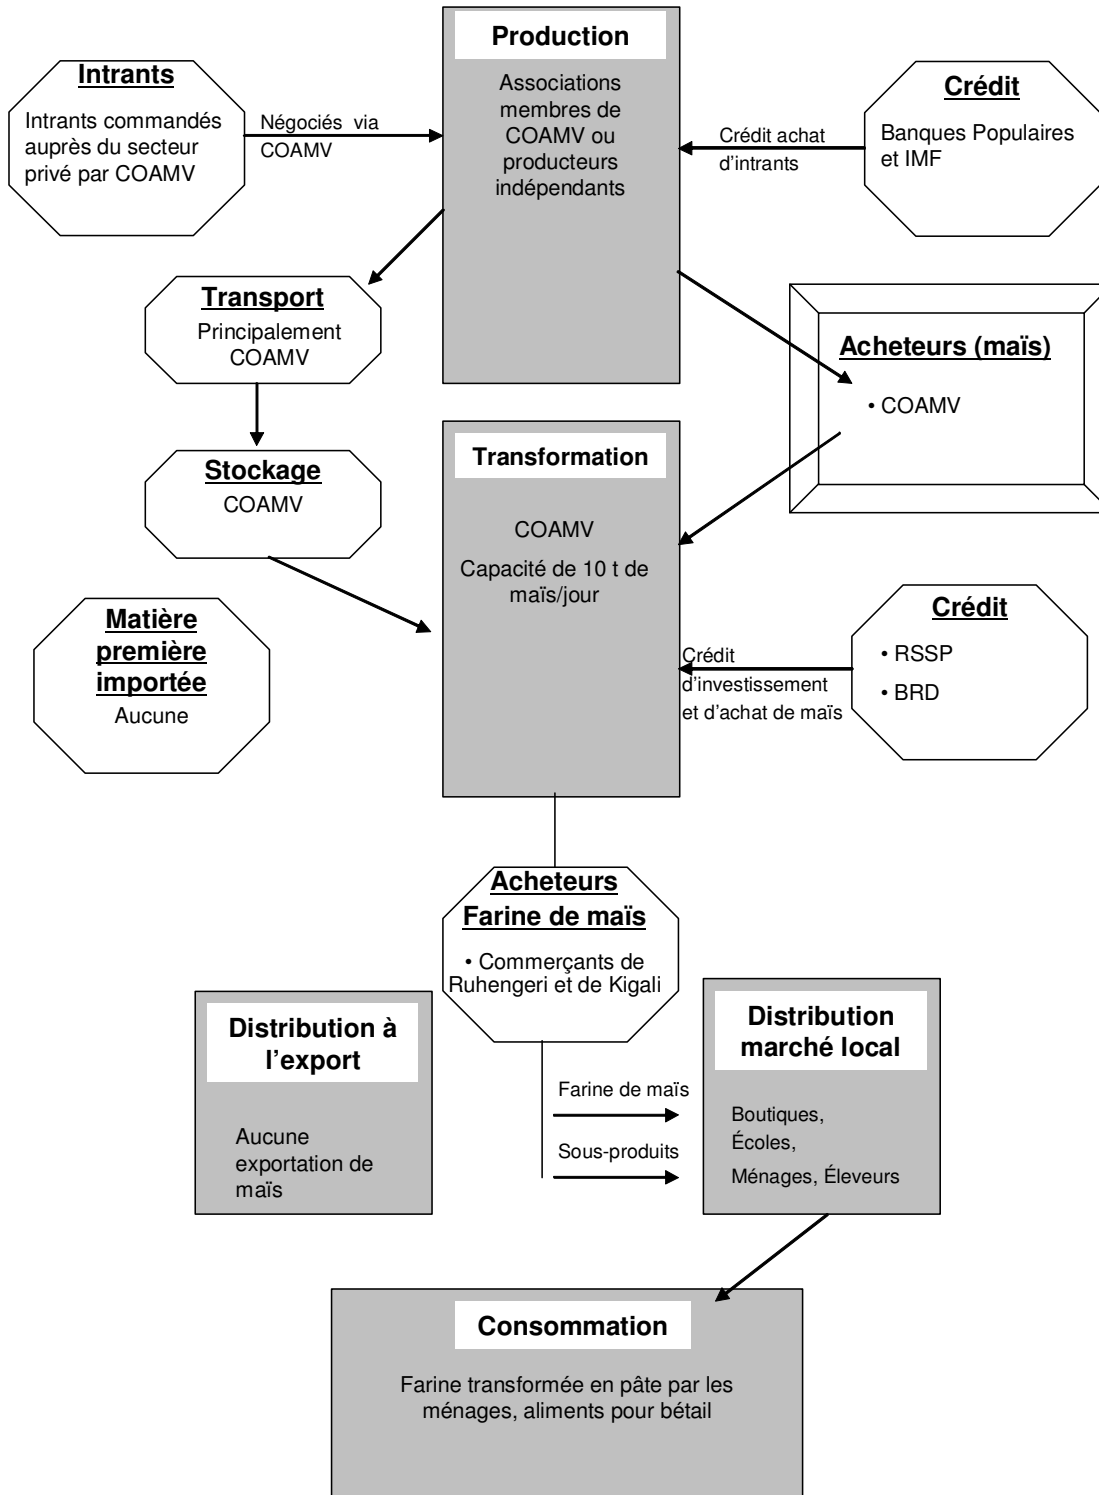 Production
Associations
membres de
COAMV ou
producteurs
indépendants
Intrants
Intrants commandés
auprès du secteur
privé par COAMV
Négociés via
COAMV
Crédit
Banques Populaires
et IMF
Crédit achat
d'intrants
Transport
Principalement
COAMV
Acheteurs (maïs)
• COAMV
Stockage
COAMV
Transformation
COAMV
Capacité de 10 t de
maïs/jour
Matière
première
importée
Aucune
Crédit
• RSSP
• BRD
Crédit
d'investissement
et d'achat de maïs
Acheteurs
Farine de maïs
• Commerçants de
Ruhengeri et de Kigali
Distribution à
l'export
Aucune
exportation de
maïs
Farine de maïs
Sous-produits
Distribution
marché local
Boutiques,
Écoles,
Ménages, Éleveurs
Consommation
Farine transformée en pâte par les
ménages, aliments pour bétail